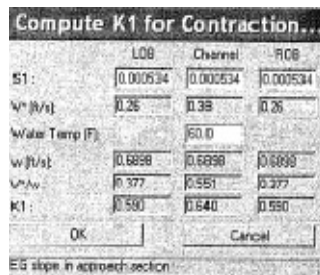 Compute K1 for Contraction...
LOB Channel ROB
S1: 0.000534 0.000534 0.000534
V* (ft/s): 0.26 0.38 0.26
Water Temp (F): 60.0
w (ft/s): 0.6898 0.6898 0.6898
V*/w: 0.377 0.551 0.377
K1: 0.590 0.640 0.590
OK Cancel
EG slope in approach section